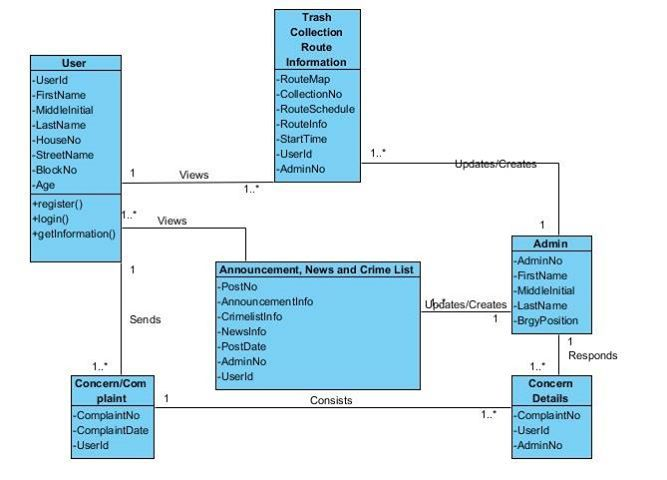 Trash
Collection
Route
Information
-RouteMap
-CollectionNo
-RouteSchedule
-RouteInfo
-StartTime
-UserId
-AdminNo
User
-UserId
-FirstName
-MiddleInitial
-LastName
-HouseNo
-StreetName
-BlockNo
-Age
+register()
+login()
+getInformation()
1
Views
1..*
1..*
Updates/Creates
1
1..*
Views
Admin
-AdminNo
-FirstName
-MiddleInitial
-LastName
-BrgyPosition
Announcement, News and Crime List
-PostNo
-AnnouncementInfo
-CrimelistInfo
-NewsInfo
-PostDate
-AdminNo
-UserId
Updates/Creates
1
1
Sends
1..*
1
Responds
1..*
Concern/Com
plaint
-ComplaintNo
-ComplaintDate
-UserId
1
Consists
1..*
Concern
Details
-ComplaintNo
-UserId
-AdminNo